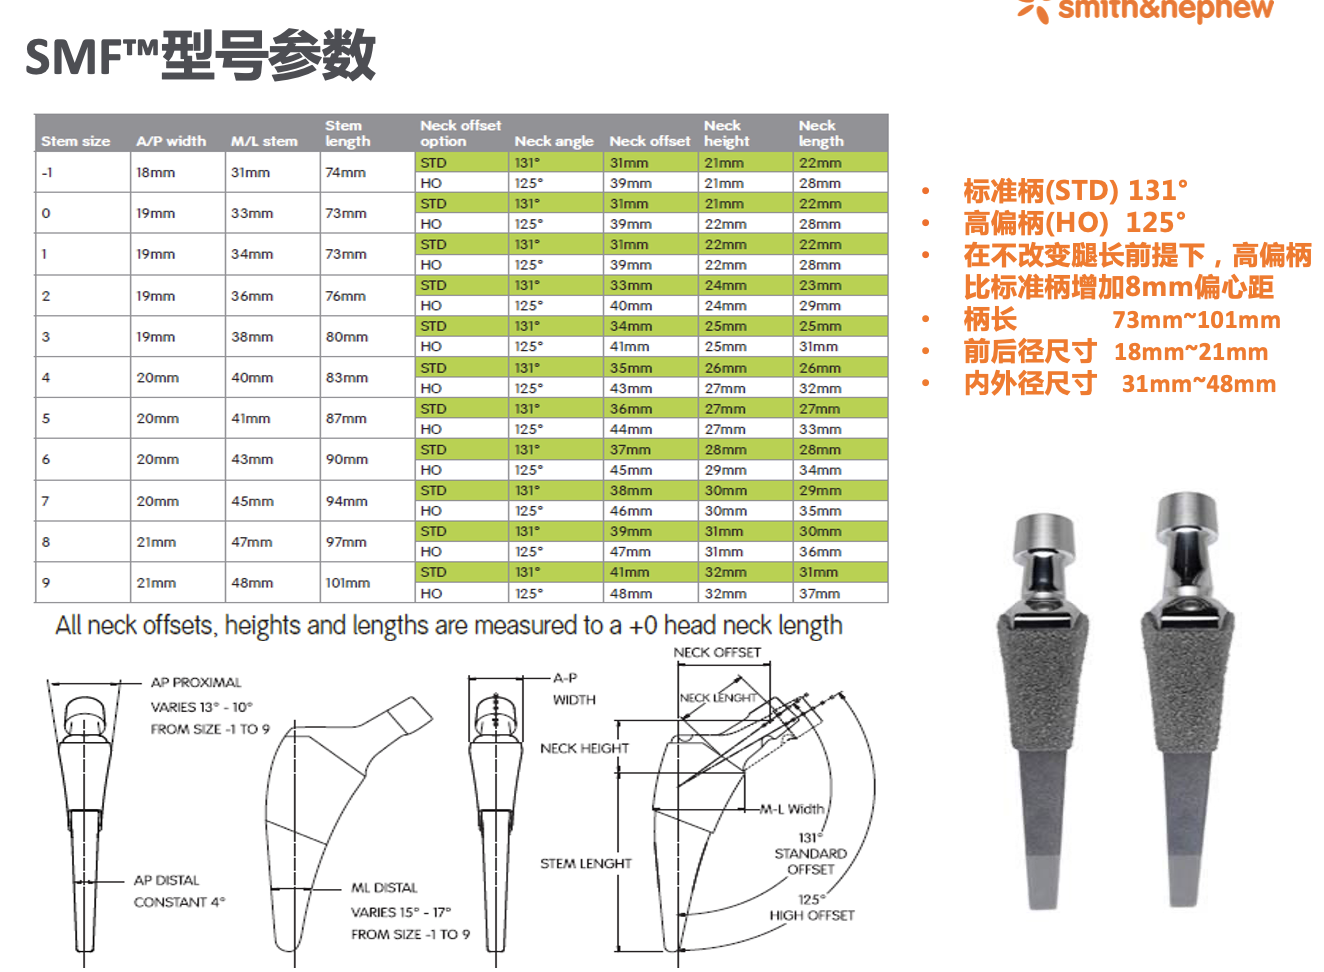 smith&nephew
SMF™型号参数
Stem size A/P width M/L stem Stem length Neck offset option Neck angle Neck offset Neck height Neck length
-1 18mm 31mm 74mm STD 131° 31mm 21mm 22mm
HO 125° 39mm 21mm 28mm
0 19mm 33mm 73mm STD 131° 31mm 21mm 22mm
HO 125° 39mm 22mm 28mm
1 19mm 34mm 73mm STD 131° 31mm 22mm 22mm
HO 125° 39mm 22mm 28mm
2 19mm 36mm 76mm STD 131° 33mm 24mm 23mm
HO 125° 40mm 24mm 29mm
3 19mm 38mm 80mm STD 131° 34mm 25mm 25mm
HO 125° 41mm 25mm 31mm
4 20mm 40mm 83mm STD 131° 35mm 26mm 26mm
HO 125° 43mm 27mm 32mm
5 20mm 41mm 87mm STD 131° 36mm 27mm 27mm
HO 125° 44mm 27mm 33mm
6 20mm 43mm 90mm STD 131° 37mm 28mm 28mm
HO 125° 45mm 29mm 34mm
7 20mm 45mm 94mm STD 131° 38mm 30mm 29mm
HO 125° 46mm 30mm 35mm
8 21mm 47mm 97mm STD 131° 39mm 31mm 30mm
HO 125° 47mm 31mm 36mm
9 21mm 48mm 101mm STD 131° 41mm 32mm 31mm
HO 125° 48mm 32mm 37mm
All neck offsets, heights and lengths are measured to a +0 head neck length
• 标准柄(STD) 131°
• 高偏柄(HO) 125°
• 在不改变腿长前提下，高偏柄
比标准柄增加8mm偏心距
• 柄长 73mm~101mm
• 前后径尺寸 18mm~21mm
• 内外径尺寸 31mm~48mm
AP PROXIMAL
VARIES 13° - 10°
FROM SIZE -1 TO 9
AP DISTAL
CONSTANT 4°
ML DISTAL
VARIES 15° - 17°
FROM SIZE -1 TO 9
A-P
WIDTH
NECK OFFSET
NECK LENGHT
NECK HEIGHT
M-L Width
STEM LENGHT
131°
STANDARD
OFFSET
125°
HIGH OFFSET